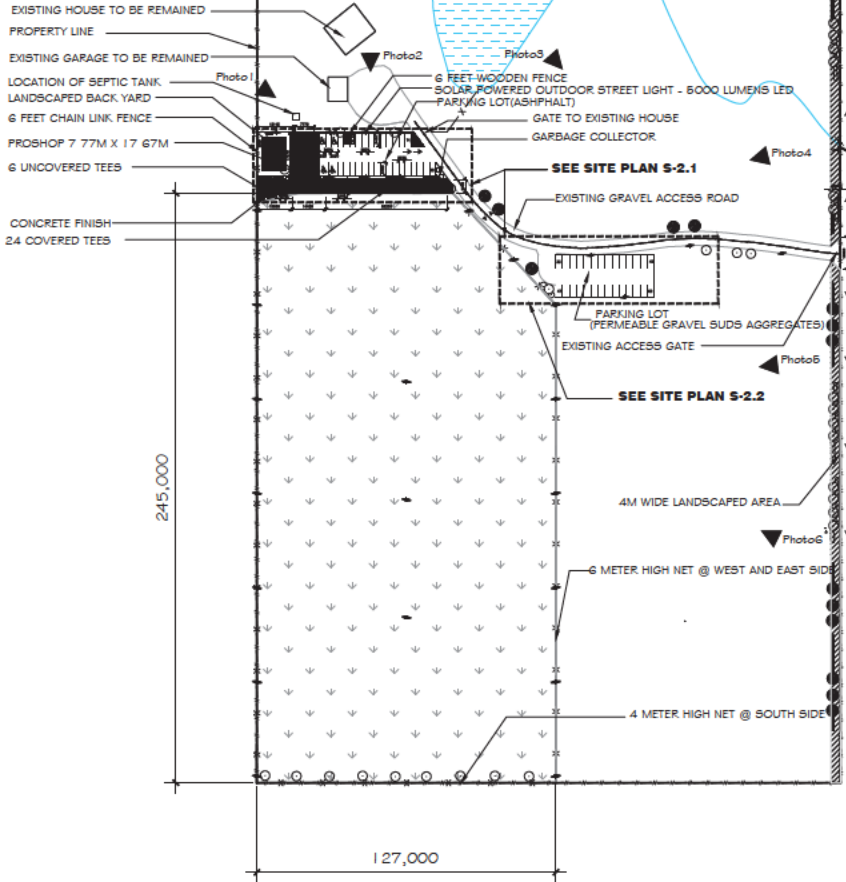 EXISTING HOUSE TO BE REMAINED
PROPERTY LINE
EXISTING GARAGE TO BE REMAINED
Photo2
Photo3
LOCATION OF SEPTIC TANK
Photo1
6 FEET WOODEN FENCE
LANDSCAPED BACK YARD
SOLAR POWERED OUTDOOR STREET LIGHT - 5000 LUMENS LED
PARKING LOT(ASHPHALT)
6 FEET CHAIN LINK FENCE
GATE TO EXISTING HOUSE
PROSHOP 7 77M X 17 67M
GARBAGE COLLECTOR
Photo4
6 UNCOVERED TEES
SEE SITE PLAN S-2.1
EXISTING GRAVEL ACCESS ROAD
CONCRETE FINISH
24 COVERED TEES
PARKING LOT
(PERMEABLE GRAVEL SUDS AGGREGATES)
EXISTING ACCESS GATE
Photo5
SEE SITE PLAN S-2.2
245,000
4M WIDE LANDSCAPED AREA
Photo6
6 METER HIGH NET @ WEST AND EAST SIDE
4 METER HIGH NET @ SOUTH SIDE
127,000